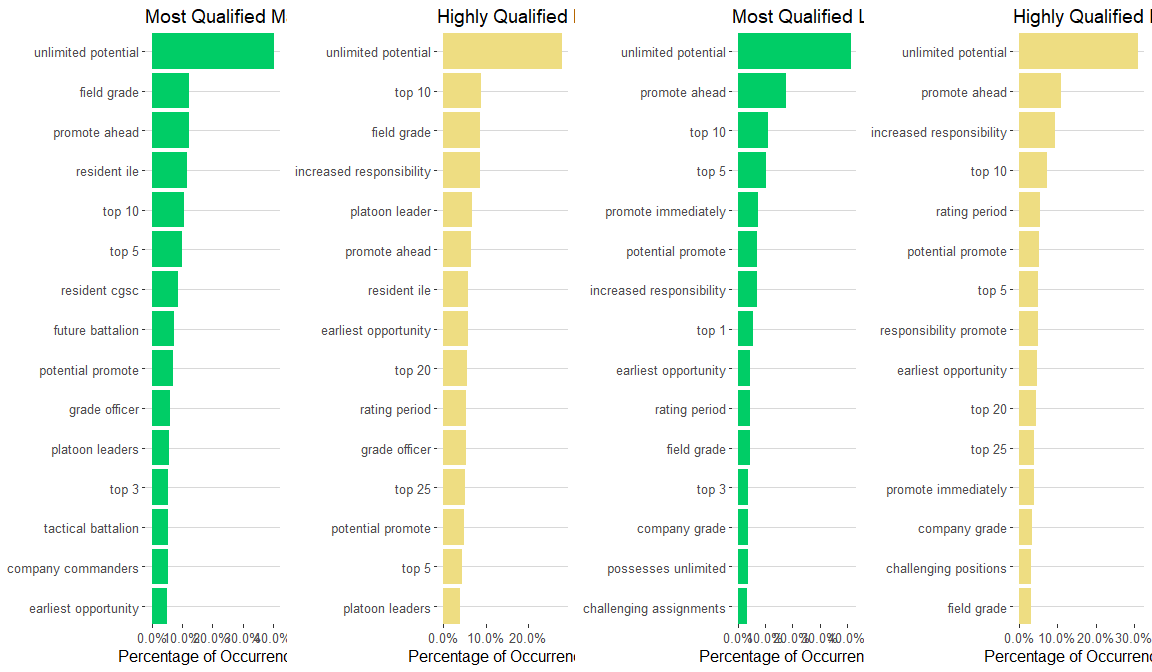 Most Qualified M
unlimited potential
field grade
promote ahead
resident ile
top 10
top 5
resident cgsc
future battalion
potential promote
grade officer
platoon leaders
top 3
tactical battalion
company commanders
earliest opportunity
0.0% 10.0% 20.0% 30.0% 40.0%
Percentage of Occurrenc
Highly Qualified
unlimited potential
top 10
field grade
increased responsibility
platoon leader
promote ahead
resident ile
earliest opportunity
top 20
rating period
grade officer
top 25
potential promote
top 5
platoon leaders
0.0% 10.0% 20.0%
Percentage of Occurrenc
Most Qualified L
unlimited potential
promote ahead
top 10
top 5
promote immediately
potential promote
increased responsibility
top 1
earliest opportunity
rating period
field grade
top 3
company grade
possesses unlimited
challenging assignments
0.0% 10.0% 20.0% 30.0% 40.0%
Percentage of Occurrenc
Highly Qualified
unlimited potential
promote ahead
increased responsibility
top 10
rating period
potential promote
top 5
responsibility promote
earliest opportunity
top 20
top 25
promote immediately
company grade
challenging positions
field grade
0.0% 10.0% 20.0% 30.0%
Percentage of Occurrenc